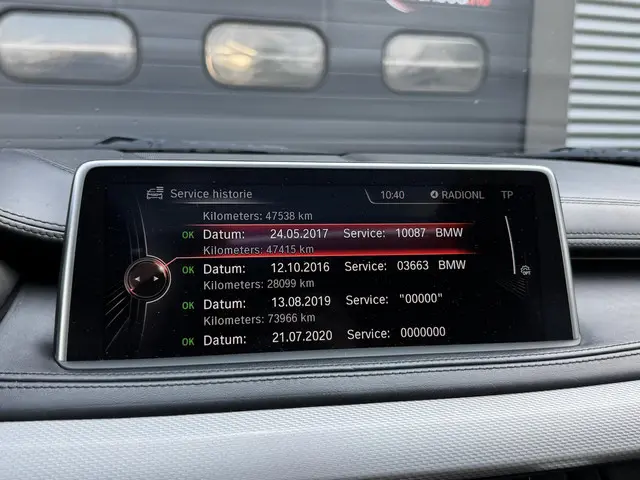 Service historie 10:40 RADIONL TP
Kilometers: 47538 km
OK Datum: 24.05.2017 Service: 10087 BMW
Kilometers: 47415 km
OK Datum: 12.10.2016 Service: 03663 BMW
Kilometers: 28099 km
OK Datum: 13.08.2019 Service: "00000"
Kilometers: 73966 km
OK Datum: 21.07.2020 Service: 0000000